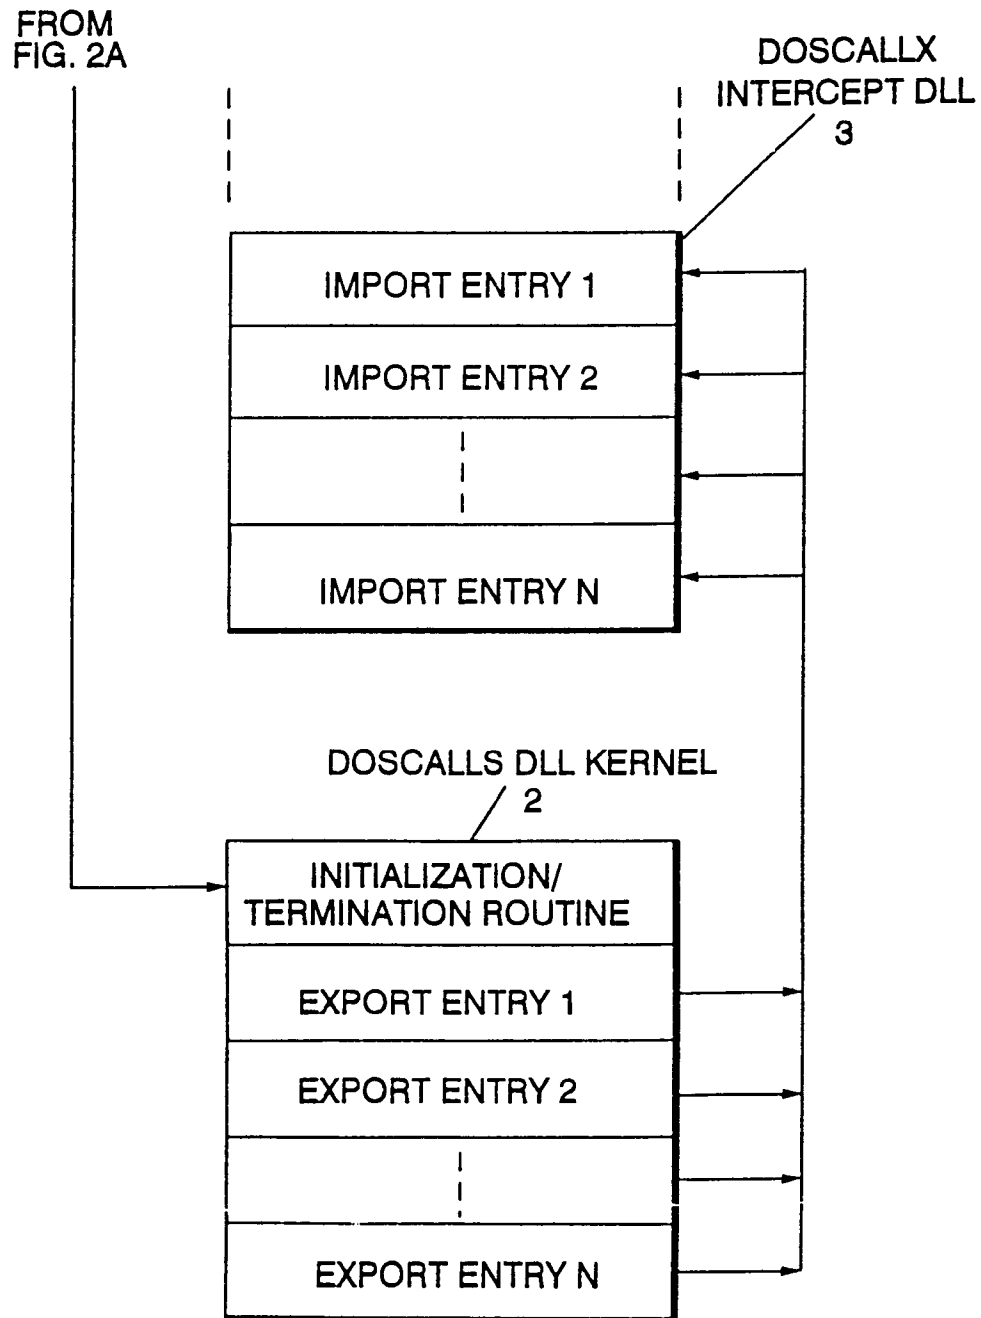 FROM
FIG. 2A
DOSCALLX
INTERCEPT DLL
3
IMPORT ENTRY 1
IMPORT ENTRY 2
IMPORT ENTRY N
DOSCALLS DLL KERNEL
2
INITIALIZATION/
TERMINATION ROUTINE
EXPORT ENTRY 1
EXPORT ENTRY 2
EXPORT ENTRY N